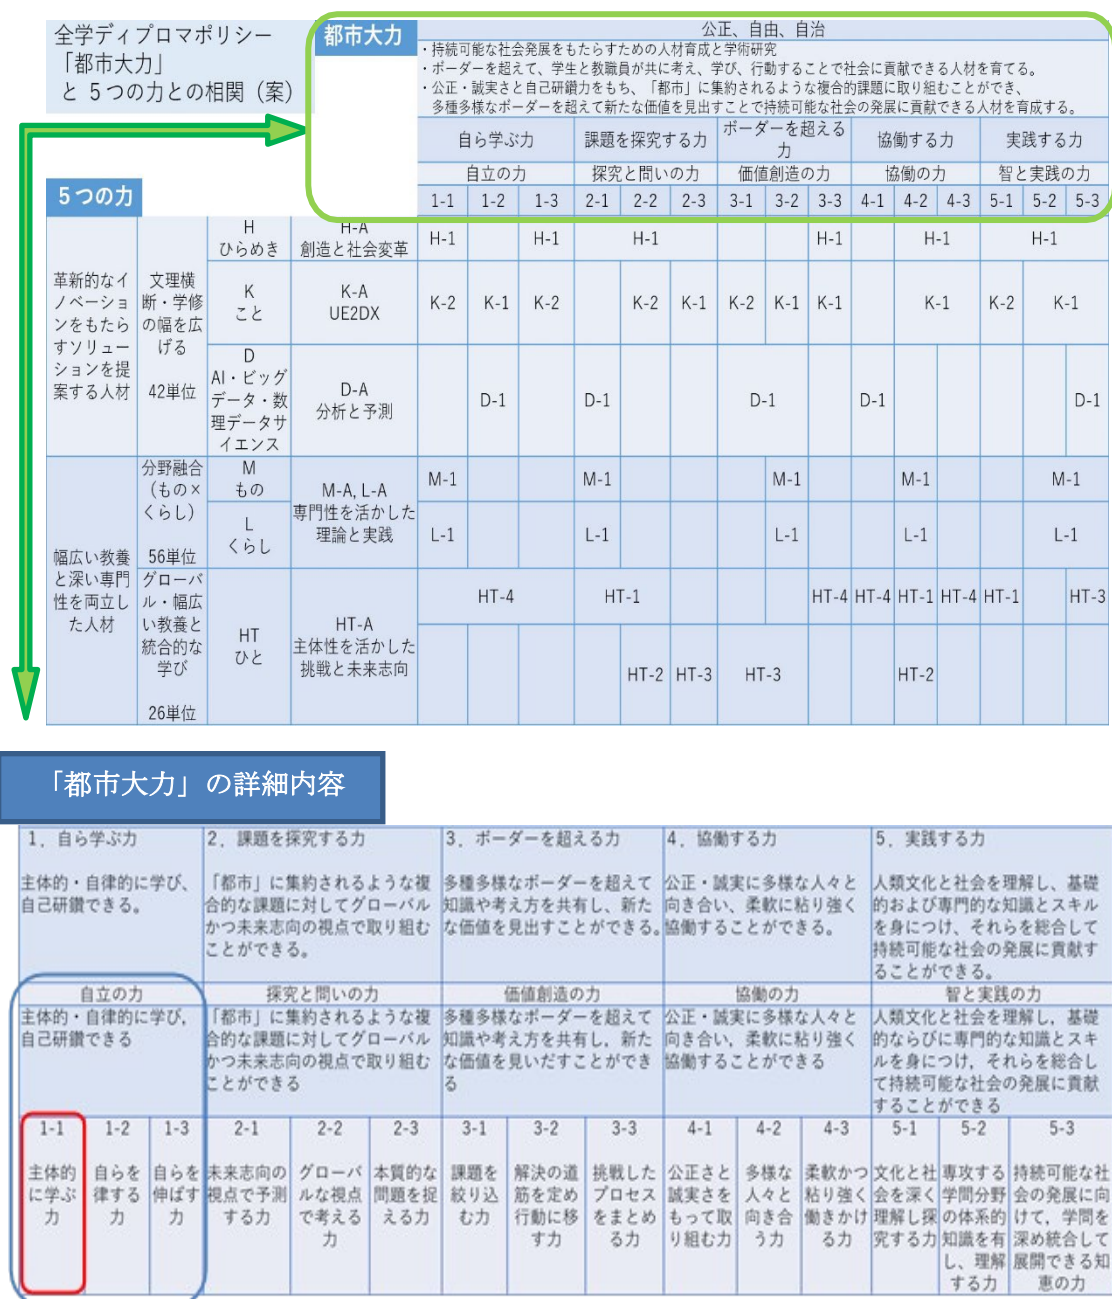 全学ディプロマポリシー
「都市大力」
と 5つの力との相関（案）
都市大力
公正、自由、自治
・持続可能な社会発展をもたらすための人材育成と学術研究
・ボーダーを超えて、学生と教職員が共に考え、学び、行動することで社会に貢献できる人材を育てる。
・公正・誠実さと自己研鑽力をもち、「都市」に集約されるような複合的課題に取り組むことができ、
多種多様なボーダーを超えて新たな価値を見出すことで持続可能な社会の発展に貢献できる人材を育成する。
自ら学ぶ力 課題を探究する力 ボーダーを超える 協働する力 実践する力
力
自立の力 探究と問いの力 価値創造の力 協働の力 智と実践の力
5つの力
1-1 1-2 1-3 2-1 2-2 2-3 3-1 3-2 3-3 4-1 4-2 4-3 5-1 5-2 5-3
革新的なイ
ノベーショ
ンをもたら
すソリュー
ションを提
案する人材
文理横
断・学修
の幅を広
げる
42単位
H
ひらめき
H-A
創造と社会変革
H-1 H-1 H-1 H-1 H-1 H-1
K
こと
K-A
UE2DX
K-2 K-1 K-2 K-2 K-1 K-2 K-1 K-1 K-1 K-2 K-1
D
AI・ビッグ
データ・数
理データサ
イエンス
D-A
分析と予測
D-1 D-1 D-1 D-1 D-1
幅広い教養
と深い専門
性を両立し
た人材
分野融合
（もの×
くらし）
56単位
M
もの
M-A, L-A
専門性を活かした
理論と実践
M-1 M-1 M-1 M-1 M-1
L
くらし
L-1 L-1 L-1 L-1 L-1
グローバ
ル・幅広
い教養と
統合的な
学び
26単位
HT
ひと
HT-A
主体性を活かした
挑戦と未来志向
HT-4 HT-1 HT-4 HT-4 HT-1 HT-4 HT-1 HT-3
HT-2 HT-3 HT-3 HT-2
「都市大力」の詳細内容
1．自ら学ぶ力
主体的・自律的に学び、
自己研鑽できる。
2．課題を探究する力
「都市」に集約されるような複
合的な課題に対してグローバル
かつ未来志向の視点で取り組む
ことができる。
3．ボーダーを超える力
多種多様なボーダーを超えて
知識や考え方を共有し、新た
な価値を見出すことができる。
4．協働する力
公正・誠実に多様な人々と
向き合い、柔軟に粘り強く
協働することができる。
5．実践する力
人類文化と社会を理解し、基礎
的および専門的な知識とスキル
を身につけ、それらを総合して
持続可能な社会の発展に貢献す
ることができる。
自立の力
主体的・自律的に学び，
自己研鑽できる
探究と問いの力
「都市」に集約されるような複
合的な課題に対してグローバル
かつ未来志向の視点で取り組む
ことができる
価値創造の力
多種多様なボーダーを超えて
知識や考え方を共有し，新た
な価値を見いだすことができ
る
協働の力
公正・誠実に多様な人々と
向き合い，柔軟に粘り強く
協働することができる
智と実践の力
人類文化と社会を理解し，基礎
的ならびに専門的な知識とスキ
ルを身につけ，それらを総合し
て持続可能な社会の発展に貢献
することができる
1-1
主体的
に学ぶ
力
1-2
自らを
律する
力
1-3
自らを
伸ばす
力
2-1
未来志向の
視点で予測
する力
2-2
グローバ
ルな視点
で考える
力
2-3
本質的な
問題を捉
える力
3-1
課題を
絞り込
む力
3-2
解決の道
筋を定め
行動に移
す力
3-3
挑戦した
プロセス
をまとめ
る力
4-1
公正さと
誠実さを
もって取
り組む力
4-2
多様な
人々と
向き合
う力
4-3
柔軟かつ
粘り強く
働きかけ
る力
5-1
文化と社
会を深く
理解し探
究する力
5-2
専攻する
学問分野
の体系的
知識を有
し、理解
する力
5-3
持続可能な社
会の発展に向
けて，学問を
深め統合して
展開できる知
恵の力